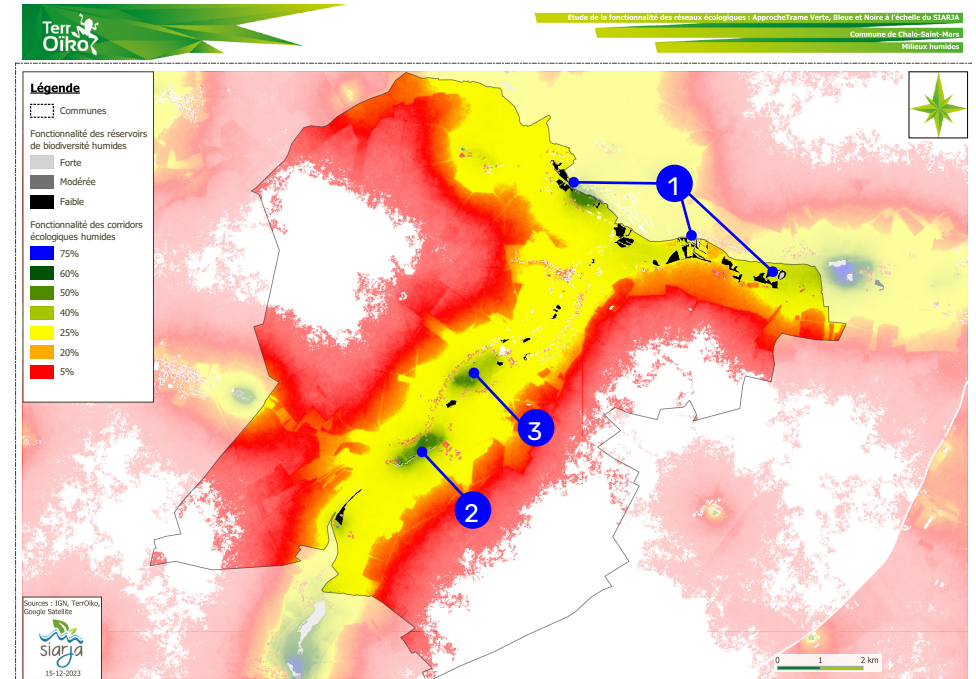 Terr
Oïko
Etude de la fonctionnalité des réseaux écologiques : ApprocheTrame Verte, Bleue et Noire à l'échelle du SIARJA
Commune de Chalo-Saint-Mars
Milieux humides
Légende
Communes
Fonctionnalité des réservoirs
de biodiversité humides
Forte
Modérée
Faible
Fonctionnalité des corridors
écologiques humides
75%
60%
50%
40%
25%
20%
5%
1
3
2
Sources : IGN, TerrOïko,
Google Satellite
siarja
15-12-2023
0 1 2 km